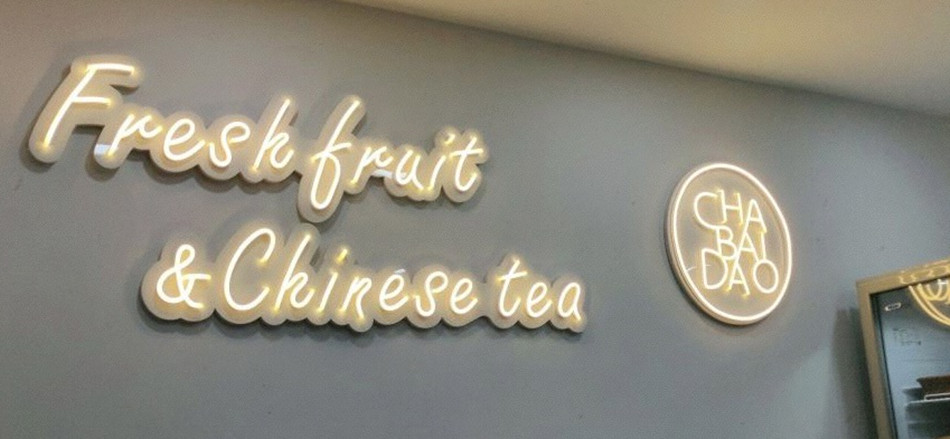 Fresh fruit
& Chinese tea
CHA
BAI
DAO